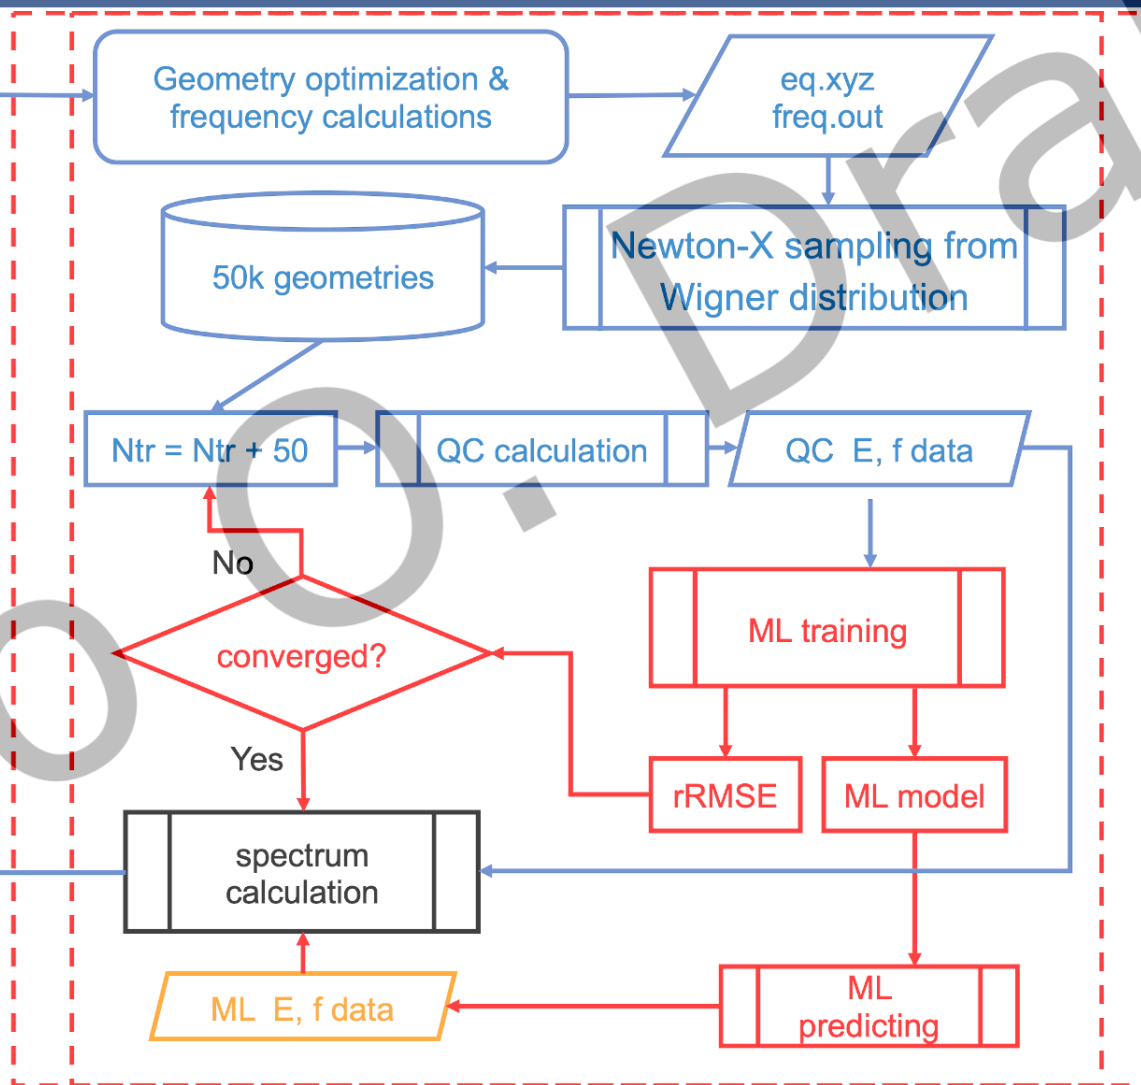 Geometry optimization &
frequency calculations
eq.xyz
freq.out
50k geometries
Newton-X sampling from
Wigner distribution
Ntr = Ntr + 50
QC calculation
QC E, f data
No
converged?
ML training
Yes
rRMSE
ML model
spectrum
calculation
ML E, f data
ML
predicting